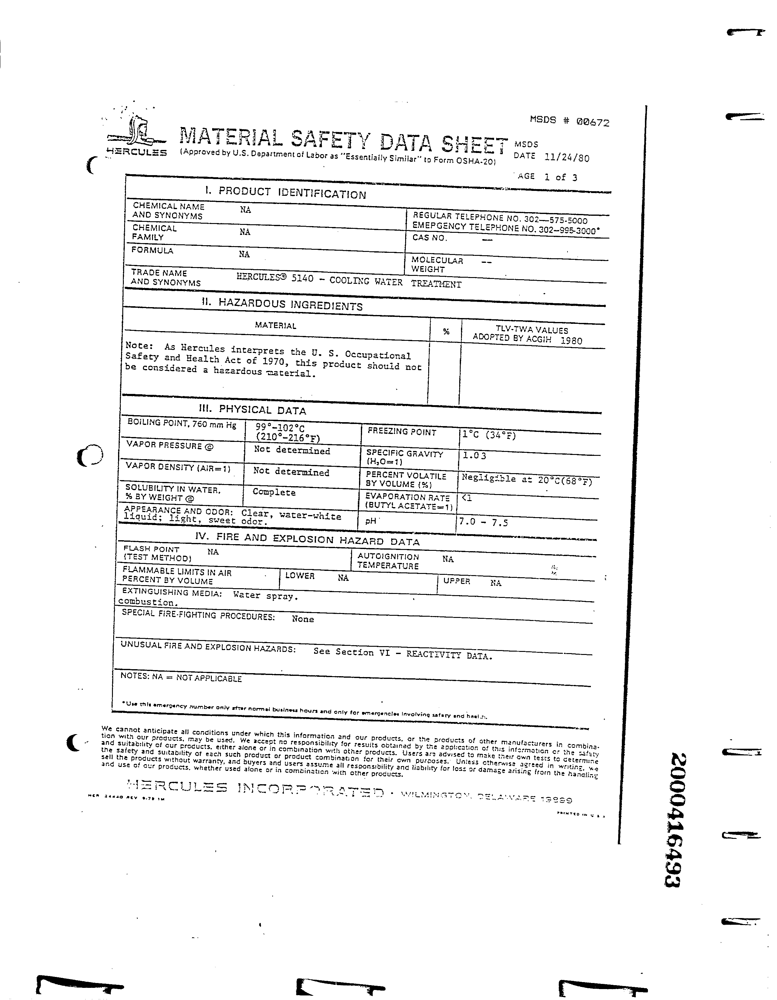 MSDS # 00672
HERCULES
MATERIAL SAFETY DATA SHEET
(Approved by U.S. Department of Labor as "Essentially Similar" to Form OSHA-20)
MSDS
DATE 11/24/80
AGE 1 of 3
I. PRODUCT IDENTIFICATION
CHEMICAL NAME
AND SYNONYMS
NA
REGULAR TELEPHONE NO. 302—575-5000
EMERGENCY TELEPHONE NO. 302—995-3000*
CHEMICAL
FAMILY
NA
CAS NO. --
FORMULA
NA
MOLECULAR
WEIGHT
--
TRADE NAME
AND SYNONYMS
HERCULES® 5140 - COOLING WATER TREATMENT
II. HAZARDOUS INGREDIENTS
MATERIAL
%
TLV-TWA VALUES
ADOPTED BY ACGIH 1980
Note: As Hercules interprets the U. S. Occupational
Safety and Health Act of 1970, this product should not
be considered a hazardous material.
III. PHYSICAL DATA
BOILING POINT, 760 mm Hg
99°-102°C
(210°-216°F)
FREEZING POINT
1°C (34°F)
VAPOR PRESSURE @
Not determined
SPECIFIC GRAVITY
(H₂O=1)
1.03
VAPOR DENSITY (AIR=1)
Not determined
PERCENT VOLATILE
BY VOLUME (%)
Negligible at 20°C(68°F)
SOLUBILITY IN WATER,
% BY WEIGHT @
Complete
EVAPORATION RATE
(BUTYL ACETATE=1)
<1
APPEARANCE AND ODOR: Clear, water-white
liquid; light, sweet odor.
pH
7.0 - 7.5
IV. FIRE AND EXPLOSION HAZARD DATA
FLASH POINT
(TEST METHOD)
NA
AUTOIGNITION
TEMPERATURE
NA
FLAMMABLE LIMITS IN AIR
PERCENT BY VOLUME
LOWER NA
UPPER NA
EXTINGUISHING MEDIA: Water spray.
combustion.
SPECIAL FIRE-FIGHTING PROCEDURES: None
UNUSUAL FIRE AND EXPLOSION HAZARDS: See Section VI - REACTIVITY DATA.
NOTES: NA = NOT APPLICABLE
*Use this emergency number only after normal business hours and only for emergencies involving safety and health.
We cannot anticipate all conditions under which this information and our products, or the products of other manufacturers in combina-
tion with our products, may be used. We accept no responsibility for results obtained by the application of this information or the safety
and suitability of our products, either alone or in combination with other products. Users are advised to make their own tests to determine
the safety and suitability of each such product or product combination for their own purposes. Unless otherwise agreed in writing, we
sell the products without warranty, and buyers and users assume all responsibility and liability for loss or damage arising from the handling
and use of our products, whether used alone or in combination with other products.
HERCULES INCORPORATED • WILMINGTON, DELAWARE 19899
PRINTED IN U.S.A.
2000416493